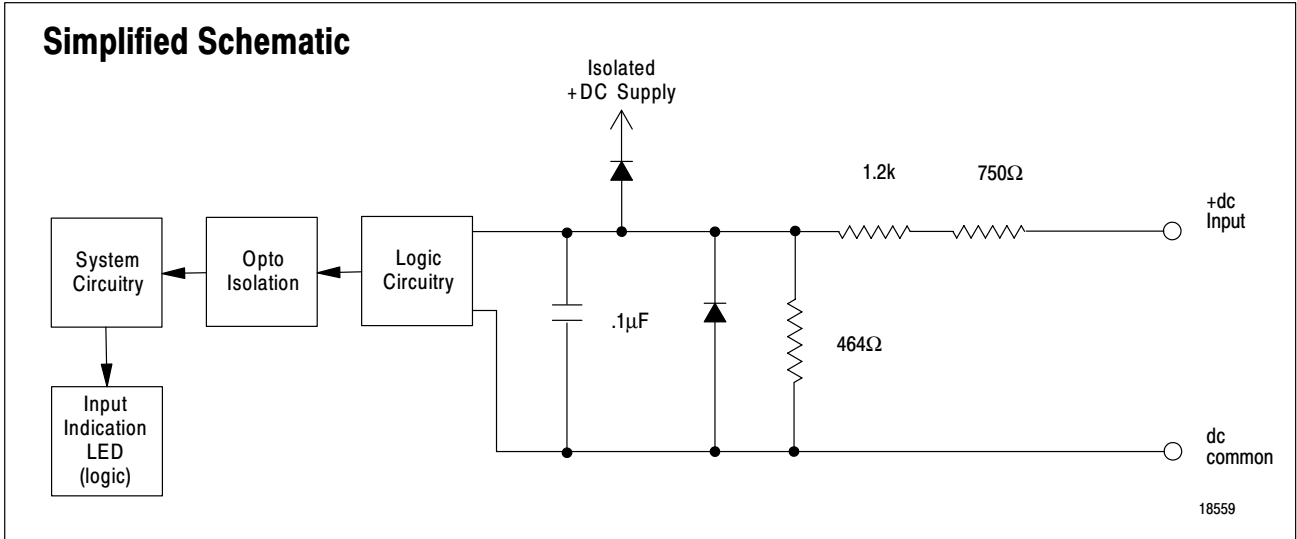 Simplified Schematic
Isolated
+DC Supply
1.2k
750Ω
+dc
Input
System
Circuitry
Opto
Isolation
Logic
Circuitry
.1µF
464Ω
Input
Indication
LED
(logic)
dc
common
18559